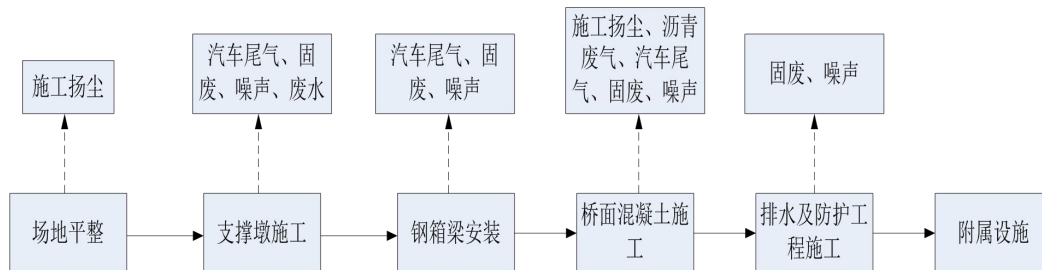 施工扬尘
汽车尾气、固
废、噪声、废水
汽车尾气、固
废、噪声
施工扬尘、沥青
废气、汽车尾
气、固废、噪声
固废、噪声
场地平整
支撑墩施工
钢箱梁安装
桥面混凝土施
工
排水及防护工
程施工
附属设施